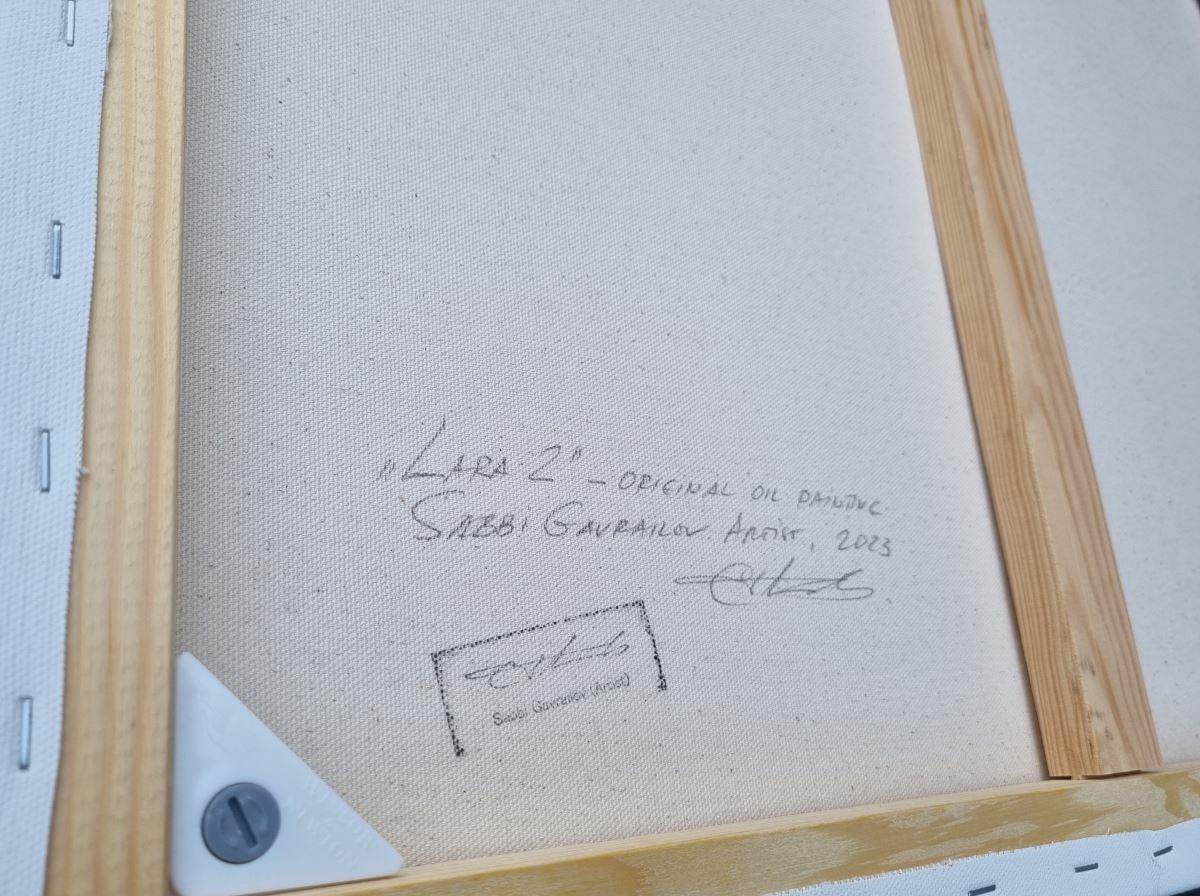 „LARA 2" – ORIGINAL OIL PAINTING
SABBI GAVRAILOV ARTIST, 2023
Sabbi Gavrailov (Artist)